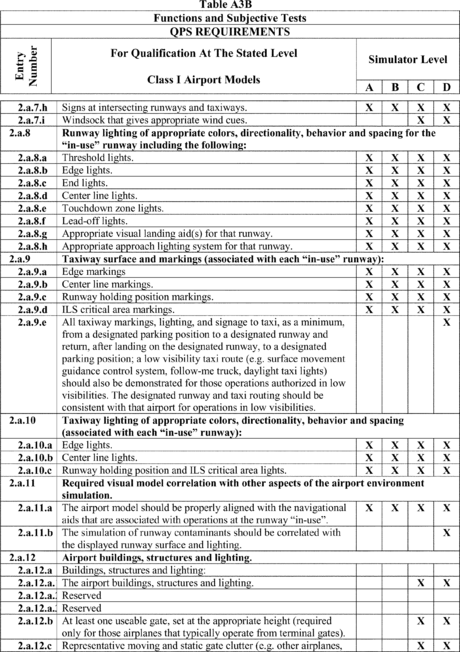 Table A3B
Functions and Subjective Tests
QPS REQUIREMENTS
Entry Number
For Qualification At The Stated Level
Class I Airport Models
Simulator Level
A B C D
2.a.7.h Signs at intersecting runways and taxiways. X X X X
2.a.7.i Windsock that gives appropriate wind cues. X X
2.a.8 Runway lighting of appropriate colors, directionality, behavior and spacing for the
"in-use" runway including the following:
2.a.8.a Threshold lights. X X X X
2.a.8.b Edge lights. X X X X
2.a.8.c End lights. X X X X
2.a.8.d Center line lights. X X X X
2.a.8.e Touchdown zone lights. X X X X
2.a.8.f Lead-off lights. X X X X
2.a.8.g Appropriate visual landing aid(s) for that runway. X X X X
2.a.8.h Appropriate approach lighting system for that runway. X X X X
2.a.9 Taxiway surface and markings (associated with each "in-use" runway):
2.a.9.a Edge markings X X X X
2.a.9.b Center line markings. X X X X
2.a.9.c Runway holding position markings. X X X X
2.a.9.d ILS critical area markings. X X X X
2.a.9.e All taxiway markings, lighting, and signage to taxi, as a minimum, X
from a designated parking position to a designated runway and
return, after landing on the designated runway, to a designated
parking position; a low visibility taxi route (e.g. surface movement
guidance control system, follow-me truck, daylight taxi lights)
should also be demonstrated for those operations authorized in low
visibilities. The designated runway and taxi routing should be
consistent with that airport for operations in low visibilities.
2.a.10 Taxiway lighting of appropriate colors, directionality, behavior and spacing
(associated with each "in-use" runway):
2.a.10.a Edge lights. X X X X
2.a.10.b Center line lights. X X X X
2.a.10.c Runway holding position and ILS critical area lights. X X X X
2.a.11 Required visual model correlation with other aspects of the airport environment
simulation.
2.a.11.a The airport model should be properly aligned with the navigational X X X X
aids that are associated with operations at the runway "in-use".
2.a.11.b The simulation of runway contaminants should be correlated with X
the displayed runway surface and lighting.
2.a.12 Airport buildings, structures and lighting.
2.a.12.a Buildings, structures and lighting:
2.a.12.a. The airport buildings, structures and lighting. X X
2.a.12.a. Reserved
2.a.12.a. Reserved
2.a.12.b At least one useable gate, set at the appropriate height (required X X
only for those airplanes that typically operate from terminal gates).
2.a.12.c Representative moving and static gate clutter (e.g. other airplanes, X X